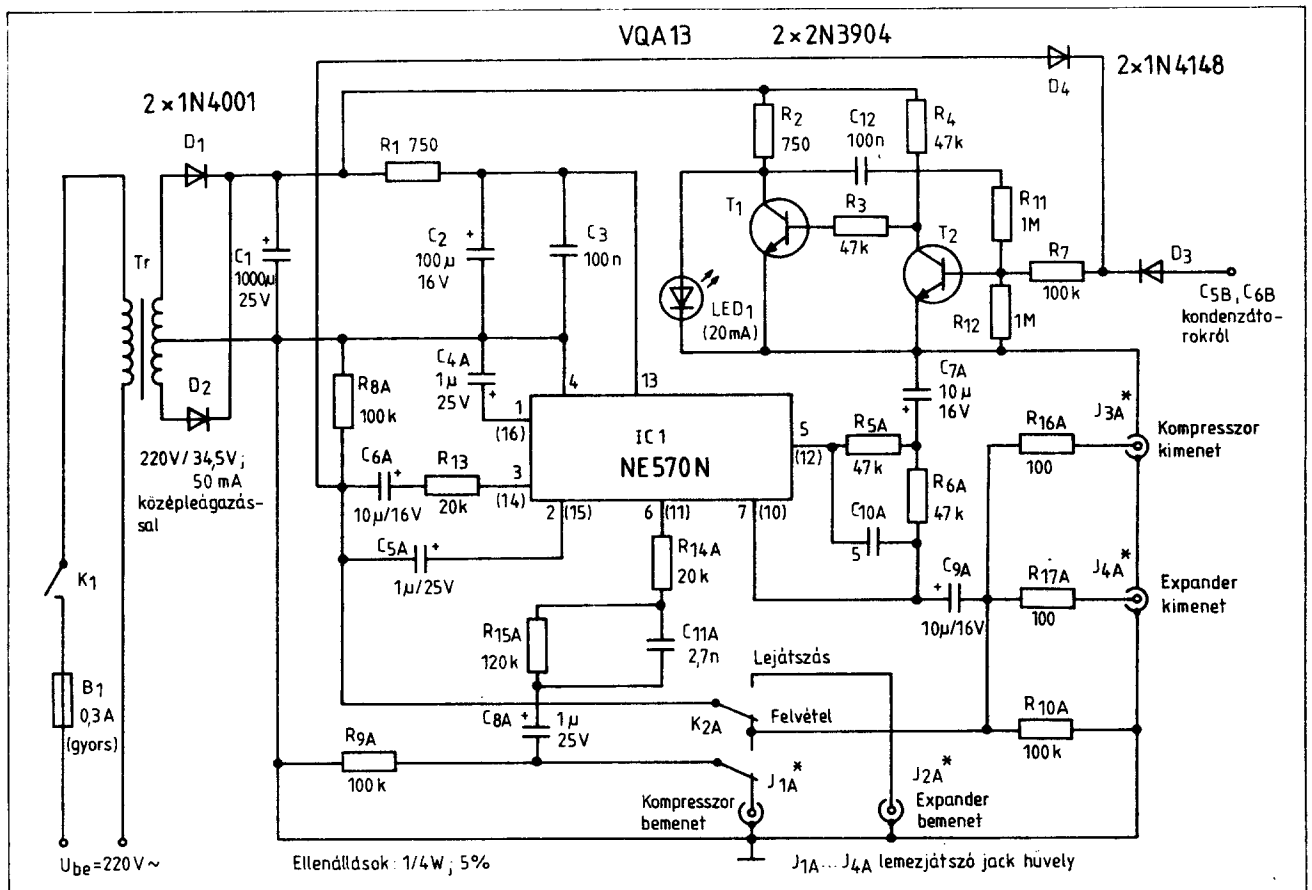 VQA13
2×2N3904
2×1N4148
2×1N4001
D4
D1
R1 750
R2
750
C12
100n
R4
47k
T1
R3
47k
T2
R11
1M
R7
100k
D3
C5B, C6B
kondenzáto-
rokról
R12
1M
Tr
C1
1000µ
25V
+
C2
100µ
16V
+
C3
100n
LED1
(20mA)
D2
R8A
100k
C4A
1µ
25V
+
4
13
1
(16)
C7A
10µ
16V
+
220V/34,5V;
50 mA
középleágazás-
sal
C6A
+
10µ/16V
R13
20k
3
(14)
IC1
NE570N
5
(12)
R5A
47k
R16A
100
J3A*
Kompresszor
kimenet
2 (15)
6 (11)
7 (10)
R6A
47k
C10A
5
C5A
+
1µ/25V
R14A
20k
C9A
+
10µ/16V
R17A
100
J4A*
Expander
kimenet
K1
R15A
120k
C11A
2,7n
B1
0,3A
(gyors)
Lejátszás
Felvétel
K2A
C8A
+
1µ
25V
R10A
100k
R9A
100k
J1A*
Kompresszor
bemenet
J2A*
Expander
bemenet
Ube=220V~
Ellenállások: 1/4W; 5%
J1A...J4A lemezjátszó jack hüvely